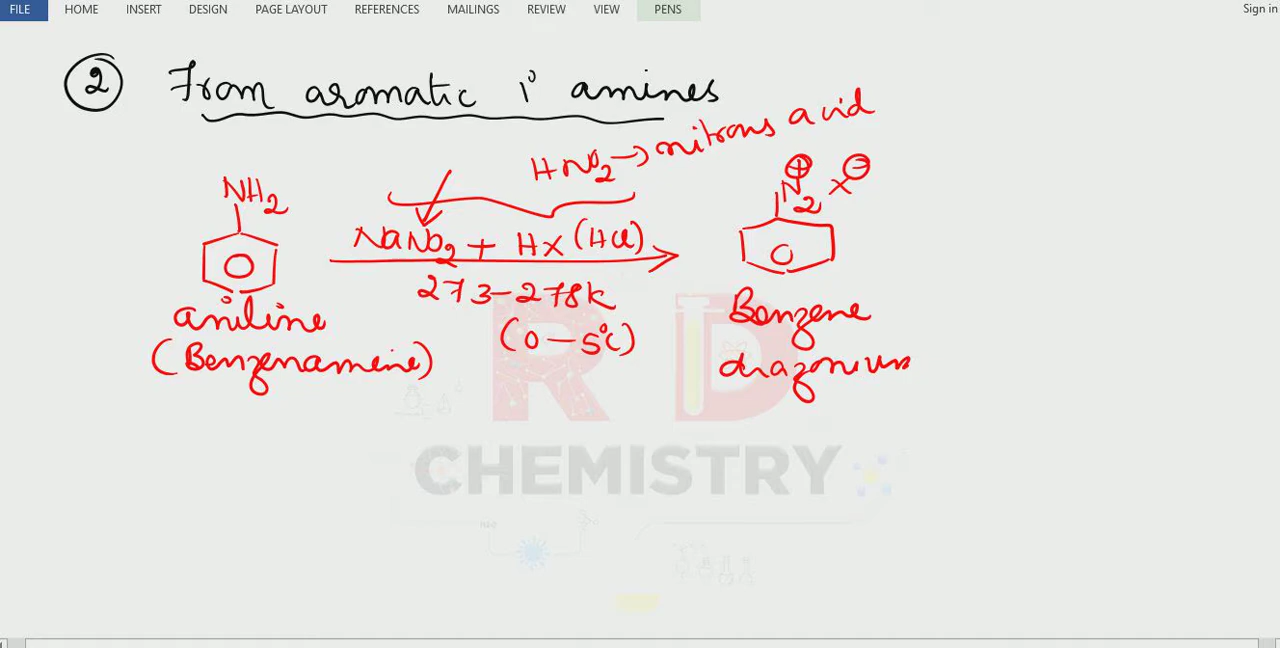 FILE HOME INSERT DESIGN PAGE LAYOUT REFERENCES MAILINGS REVIEW VIEW PENS Sign in
2 From aromatic 1° amines
HNO2 → nitrous acid
NH2
N2 ⊕ X ⊖
NaNO2 + HX (HCl)
273-278K
(0-5°C)
aniline
(Benzenamine)
Benzene
diazonium
RD
CHEMISTRY